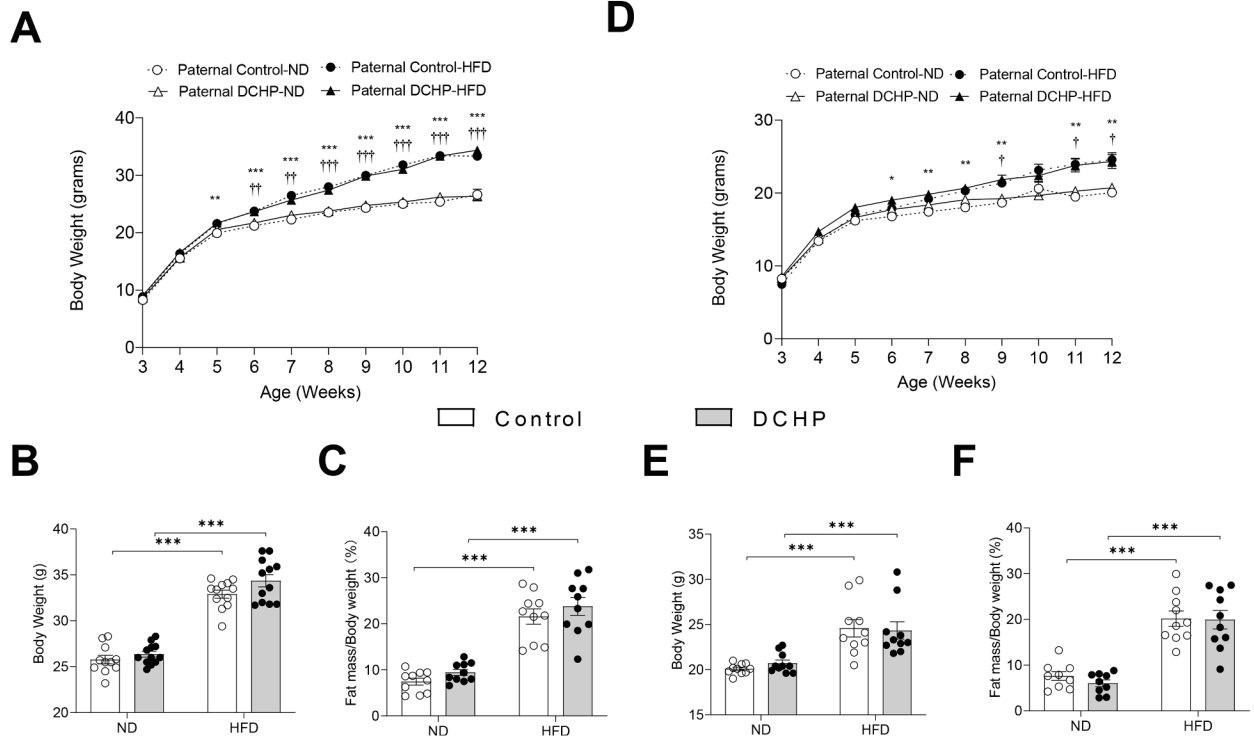 A
Paternal Control-ND
Paternal Control-HFD
Paternal DCHP-ND
Paternal DCHP-HFD
40
30
20
10
0
Body Weight (grams)
** *** †† *** †† *** ††† *** ††† *** ††† *** ††† *** †††
3 4 5 6 7 8 9 10 11 12
Age (Weeks)
D
Paternal Control-ND
Paternal Control-HFD
Paternal DCHP-ND
Paternal DCHP-HFD
30
20
10
0
Body Weight (grams)
* ** ** ** † ** † ** †
3 4 5 6 7 8 9 10 11 12
Age (Weeks)
Control
DCHP
B
40
35
30
25
20
Body Weight (g)
***
***
ND HFD
C
40
30
20
10
0
Fat mass/Body weight (%)
***
***
ND HFD
E
35
30
25
20
15
Body Weight (g)
***
***
ND HFD
F
40
30
20
10
0
Fat mass/Body weight (%)
***
***
ND HFD